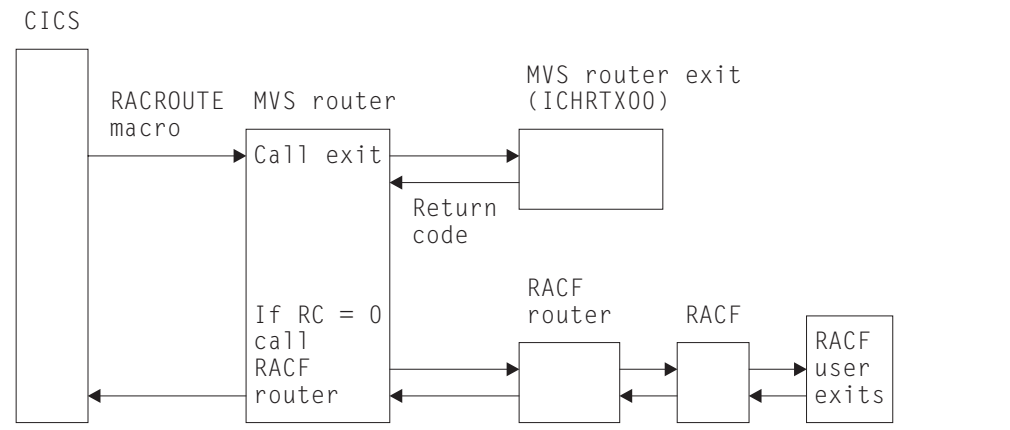 CICS
RACROUTE
macro
MVS router
MVS router exit
(ICHRTX00)
Call exit
Return
code
If RC = 0
call
RACF
router
RACF
router
RACF
RACF
user
exits